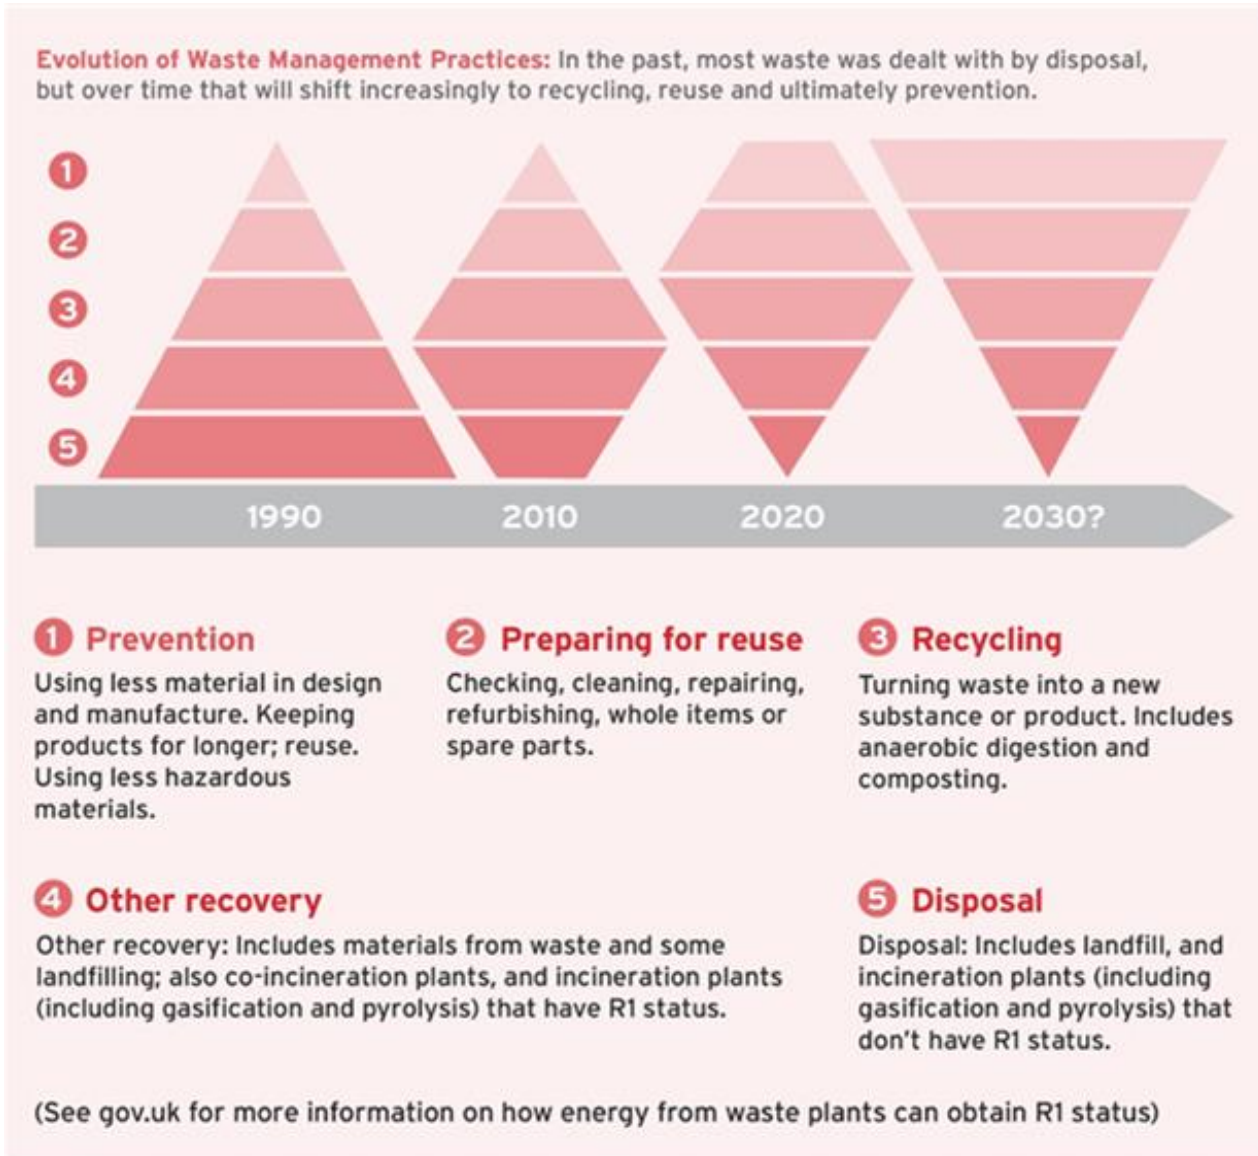 Evolution of Waste Management Practices: In the past, most waste was dealt with by disposal,
but over time that will shift increasingly to recycling, reuse and ultimately prevention.
1
2
3
4
5
1990 2010 2020 2030?
1 Prevention
Using less material in design
and manufacture. Keeping
products for longer; reuse.
Using less hazardous
materials.
2 Preparing for reuse
Checking, cleaning, repairing,
refurbishing, whole items or
spare parts.
3 Recycling
Turning waste into a new
substance or product. Includes
anaerobic digestion and
composting.
4 Other recovery
Other recovery: Includes materials from waste and some
landfilling; also co-incineration plants, and incineration plants
(including gasification and pyrolysis) that have R1 status.
5 Disposal
Disposal: Includes landfill, and
incineration plants (including
gasification and pyrolysis) that
don't have R1 status.
(See gov.uk for more information on how energy from waste plants can obtain R1 status)